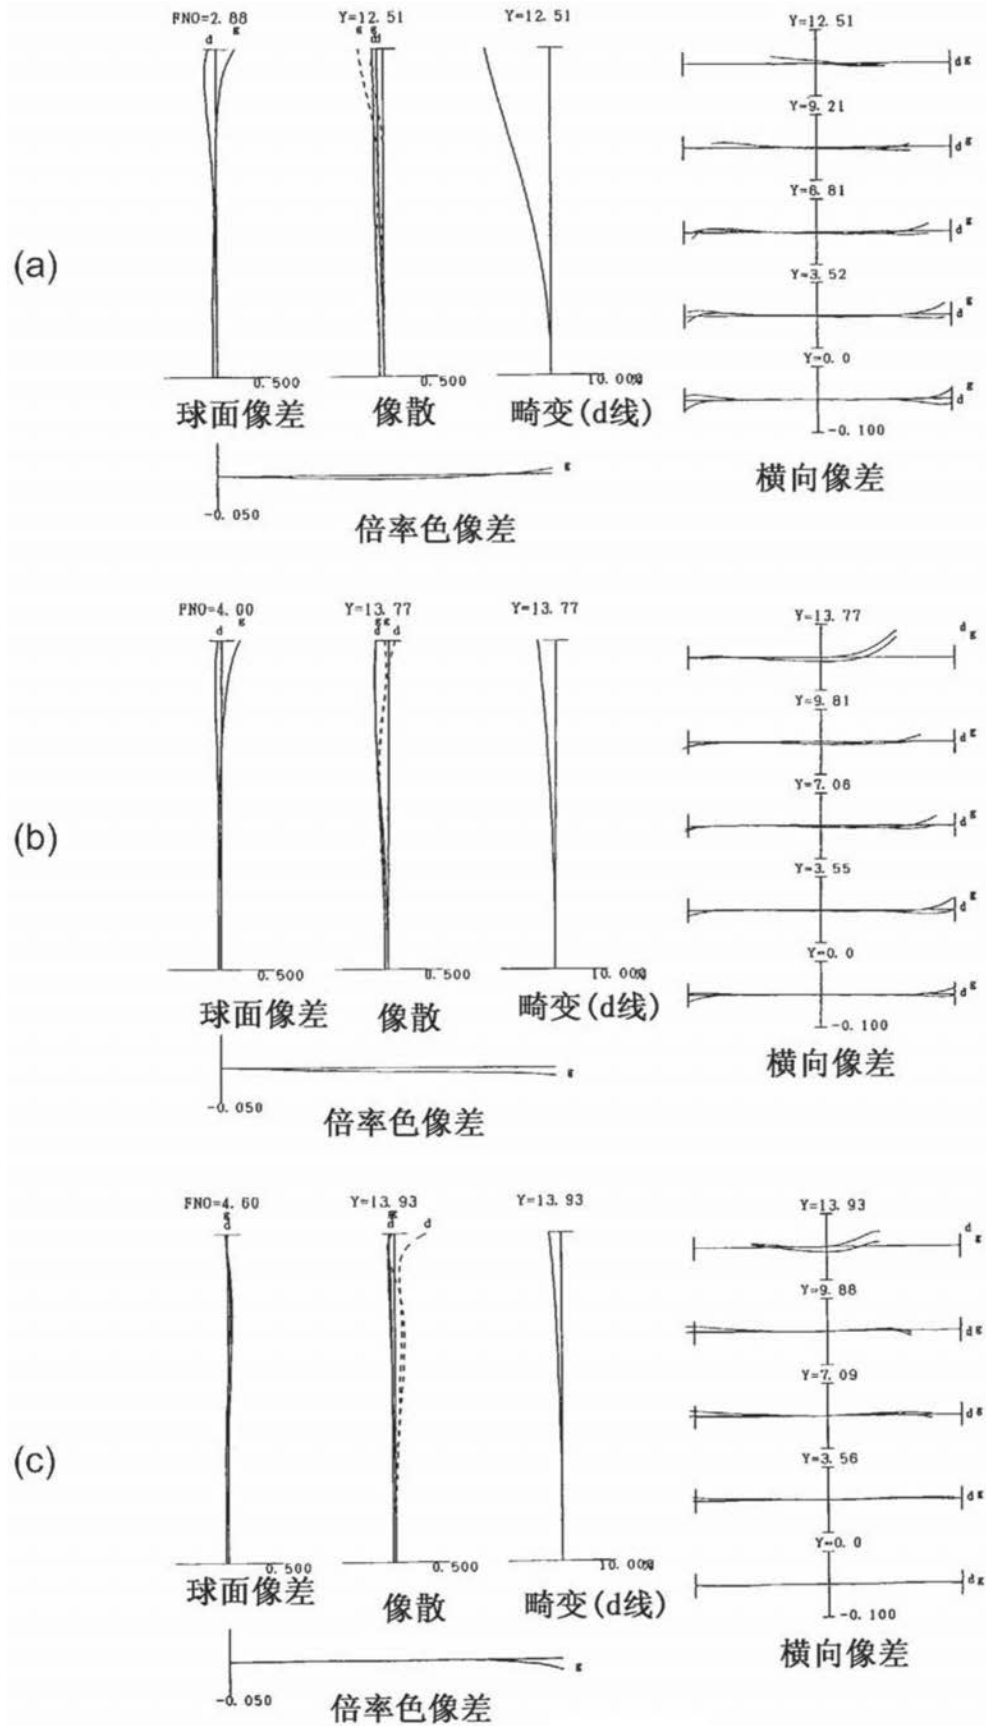 (a)
FNO=2.88
d
g
0.500
球面像差
Y=12.51
g g
d d
0.500
像散
Y=12.51
10.000
%
畸变(d线)
Y=12.51
d g
Y=9.21
d g
Y=6.81
d g
Y=3.52
d g
Y=0.0
d g
-0.100
横向像差
g
-0.050
倍率色像差
(b)
FNO=4.00
d
g
0.500
球面像差
Y=13.77
g g
d d
0.500
像散
Y=13.77
10.000
%
畸变(d线)
Y=13.77
d g
Y=9.81
d g
Y=7.06
d g
Y=3.55
d g
Y=0.0
d g
-0.100
横向像差
g
-0.050
倍率色像差
(c)
FNO=4.60
g
d
0.500
球面像差
Y=13.93
g
d d
0.500
像散
Y=13.93
10.000
%
畸变(d线)
Y=13.93
d g
Y=9.88
d g
Y=7.09
d g
Y=3.56
d g
Y=0.0
d g
-0.100
横向像差
g
-0.050
倍率色像差